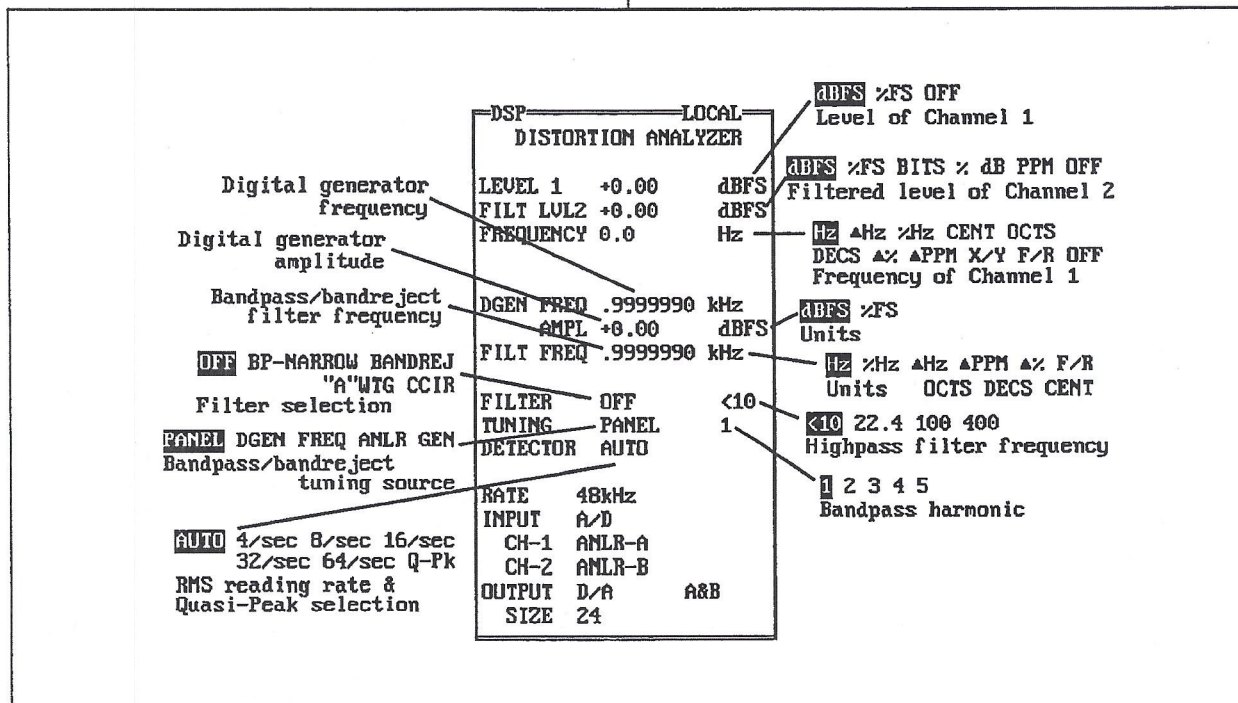 dBFS %FS OFF
Level of Channel 1
DSP LOCAL
DISTORTION ANALYZER
dBFS %FS BITS % dB PPM OFF
Filtered level of Channel 2
Digital generator
frequency
LEVEL 1 +0.00 dBFS
FILT LVL2 +0.00 dBFS
FREQUENCY 0.0 Hz
Hz ▲Hz %Hz CENT OCTS
DECS ▲% ▲PPM X/Y F/R OFF
Frequency of Channel 1
Digital generator
amplitude
Bandpass/bandreject
filter frequency
DGEN FREQ .9999990 kHz
AMPL +0.00 dBFS
FILT FREQ .9999990 kHz
dBFS %FS
Units
Hz %Hz ▲Hz ▲PPM ▲% F/R
Units OCTS DECS CENT
OFF BP-NARROW BANDREJ
"A"WTG CCIR
Filter selection
FILTER OFF <10
TUNING PANEL 1
DETECTOR AUTO
<10 22.4 100 400
Highpass filter frequency
PANEL DGEN FREQ ANLR GEN
Bandpass/bandreject
tuning source
1 2 3 4 5
Bandpass harmonic
RATE 48kHz
INPUT A/D
CH-1 ANLR-A
CH-2 ANLR-B
OUTPUT D/A A&B
SIZE 24
AUTO 4/sec 8/sec 16/sec
32/sec 64/sec Q-Pk
RMS reading rate &
Quasi-Peak selection